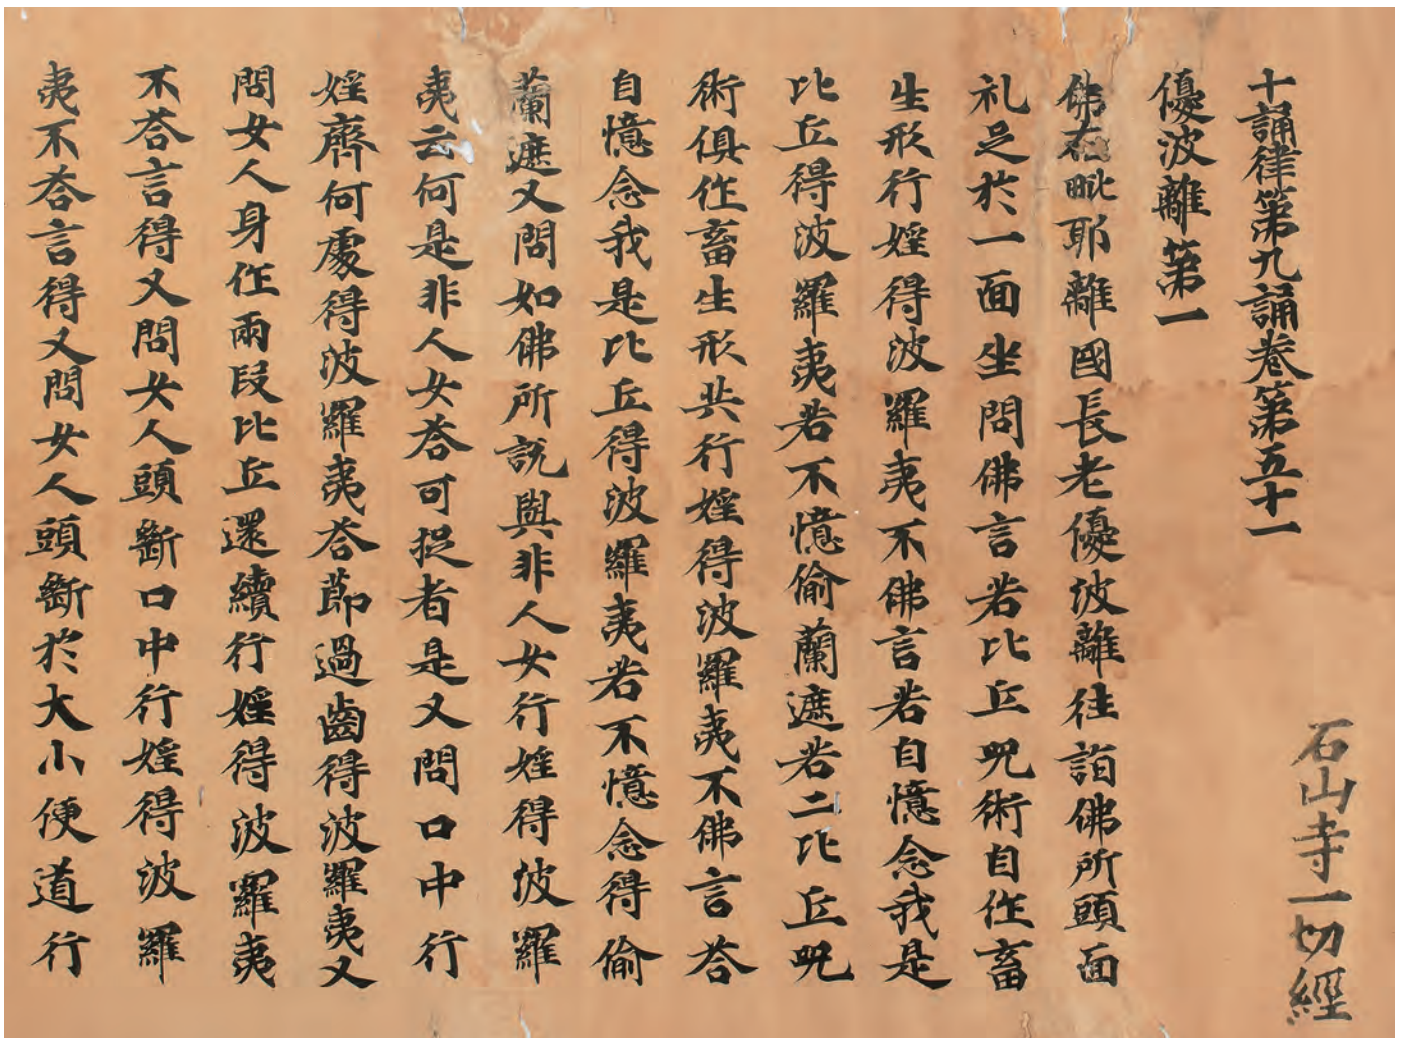 石山寺一切經
十誦律第九誦卷第五十一
優波離第一
佛在毗耶離國長老優波離往詣佛所頭面
礼足於一面坐問佛言若比丘呪術自作畜
生形行婬得波羅夷不佛言若自憶念我是
比丘得波羅夷若不憶偷蘭遮若二比丘呪
術俱作畜生形共行婬得波羅夷不佛言荅
自憶念我是比丘得波羅夷若不憶念得偷
蘭遮又問如佛所說與非人女行婬得波羅
夷云何是非人女荅可捉者是又問口中行
婬齊何處得波羅夷荅莭過齒得波羅夷又
問女人身作兩段比丘還續行婬得波羅夷
不荅言得又問女人頭斷口中行婬得波羅
夷不荅言得又問女人頭斷於大小便道行